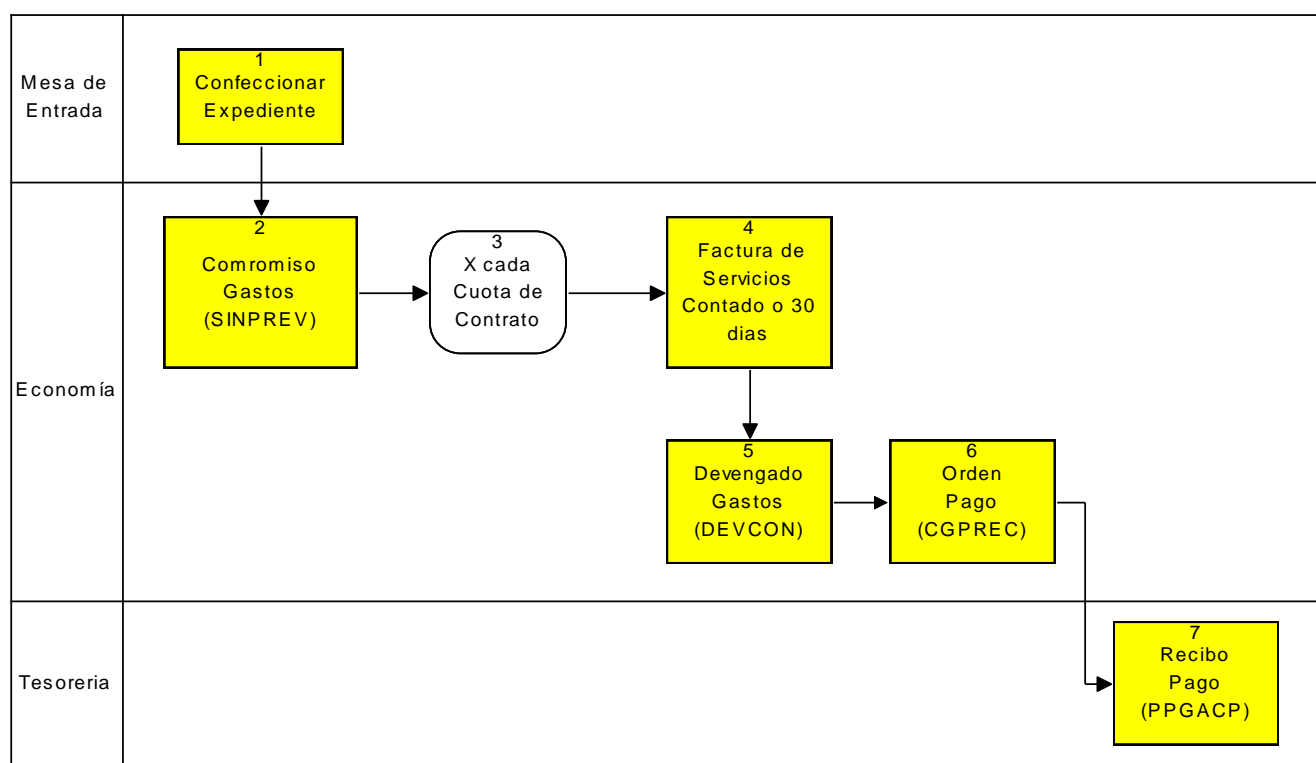 Mesa de
Entrada
1
Confeccionar
Expediente
Economía
2
Comromiso
Gastos
(SINPREV)
3
X cada
Cuota de
Contrato
4
Factura de
Servicios
Contado o 30
dias
5
Devengado
Gastos
(DEVCON)
6
Orden
Pago
(CGPREC)
Tesoreria
7
Recibo
Pago
(PPGACP)